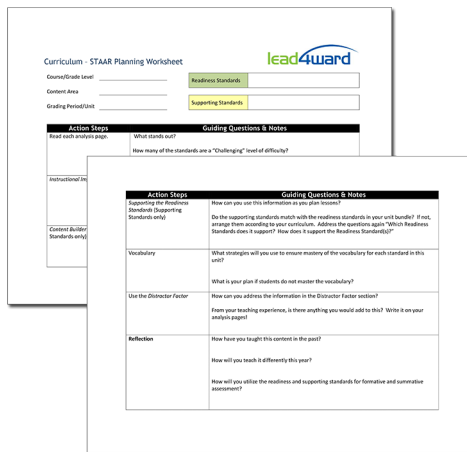 lead4ward
Curriculum - STAAR Planning Worksheet
Course/Grade Level
Readiness Standards
Content Area
Grading Period/Unit
Supporting Standards
Action Steps
Guiding Questions & Notes
Read each analysis page.
What stands out?
How many of the standards are a "Challenging" level of difficulty?
Instructional Im
Content Builder
Standards only)
Action Steps
Guiding Questions & Notes
Supporting the Readiness
Standards (Supporting
Standards only)
How can you use this information as you plan lessons?
Do the supporting standards match with the readiness standards in your unit bundle? If not,
arrange them according to your curriculum. Address the questions again "Which Readiness
Standards does it support? How does it support the Readiness Standard(s)?"
Vocabulary
What strategies will you use to ensure mastery of the vocabulary for each standard in this
unit?
What is your plan if students do not master the vocabulary?
Use the Distractor Factor
How can you address the information in the Distractor Factor section?
From your teaching experience, is there anything you would add to this? Write it on your
analysis pages!
Reflection
How have you taught this content in the past?
How will you teach it differently this year?
How will you utilize the readiness and supporting standards for formative and summative
assessment?